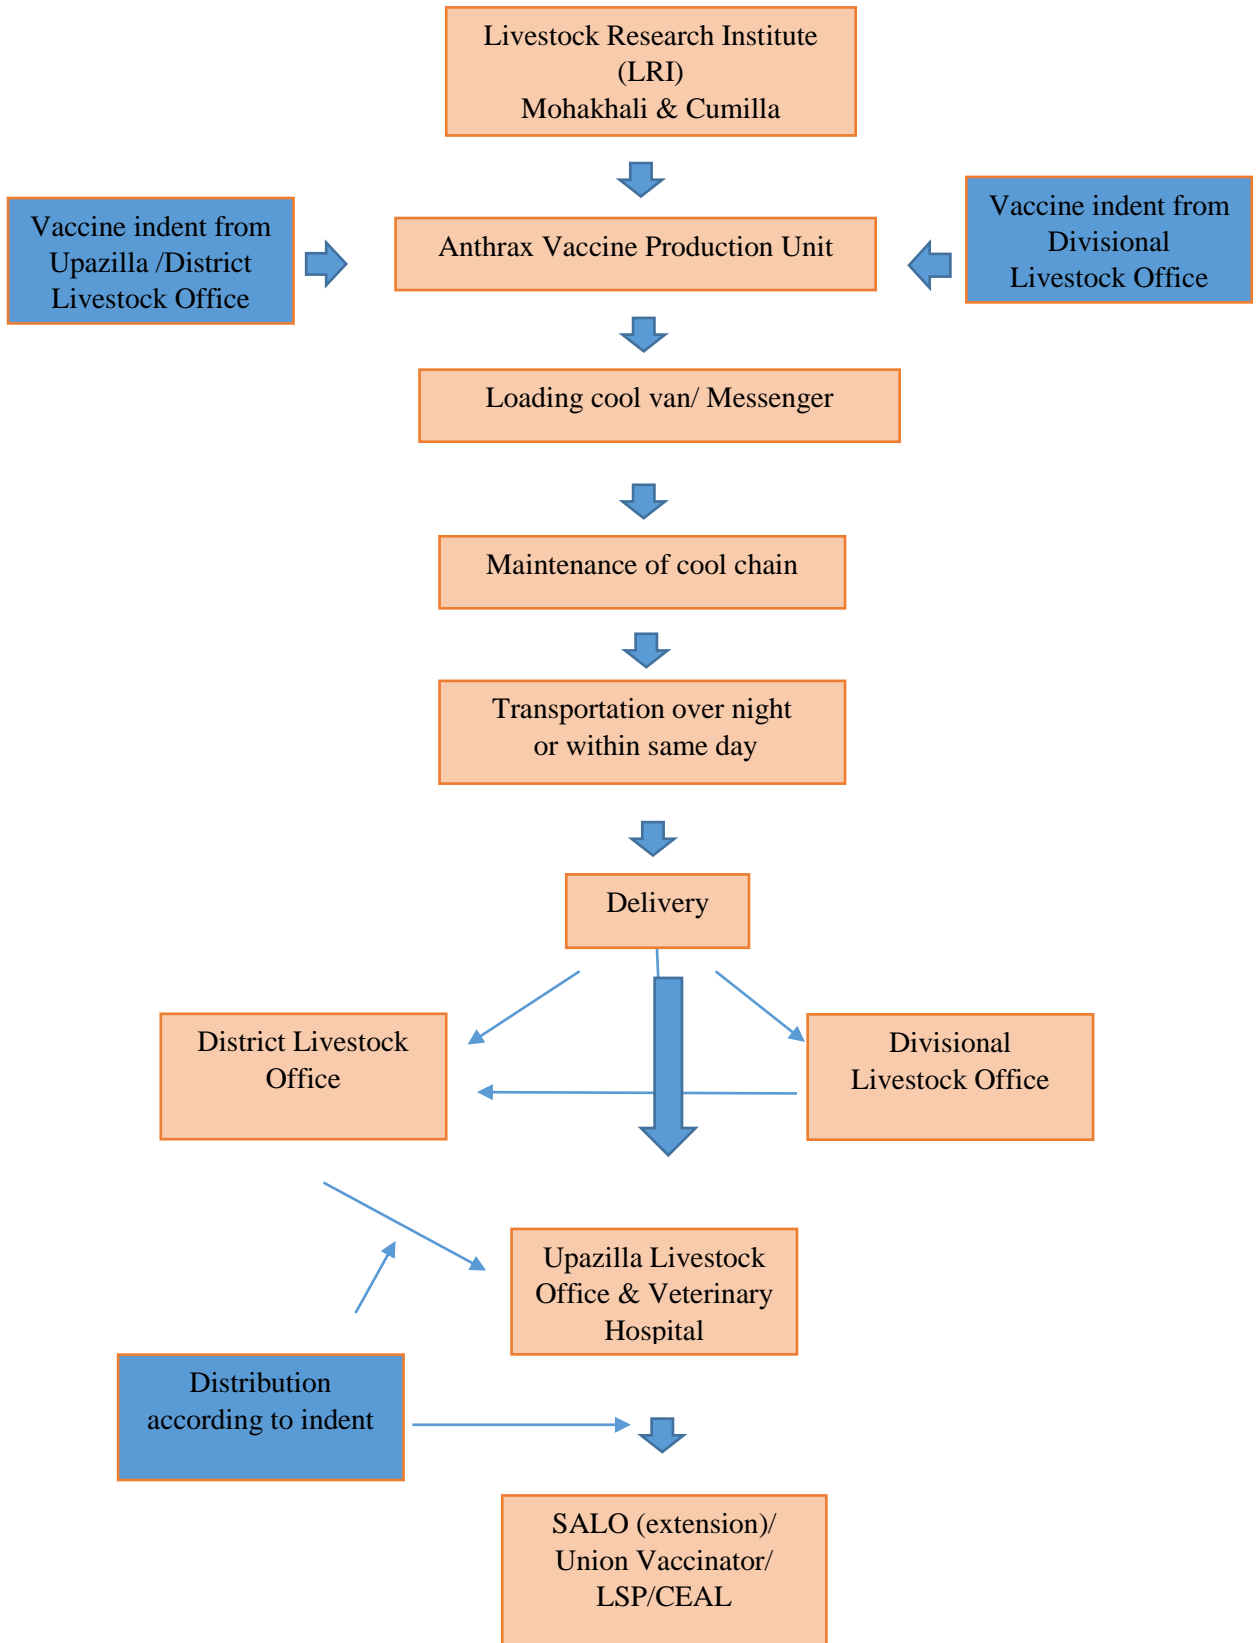 Livestock Research Institute
(LRI)
Mohakhali & Cumilla
Vaccine indent from
Upazilla /District
Livestock Office
Anthrax Vaccine Production Unit
Vaccine indent from
Divisional
Livestock Office
Loading cool van/ Messenger
Maintenance of cool chain
Transportation over night
or within same day
Delivery
District Livestock
Office
Divisional
Livestock Office
Upazilla Livestock
Office & Veterinary
Hospital
Distribution
according to indent
SALO (extension)/
Union Vaccinator/
LSP/CEAL